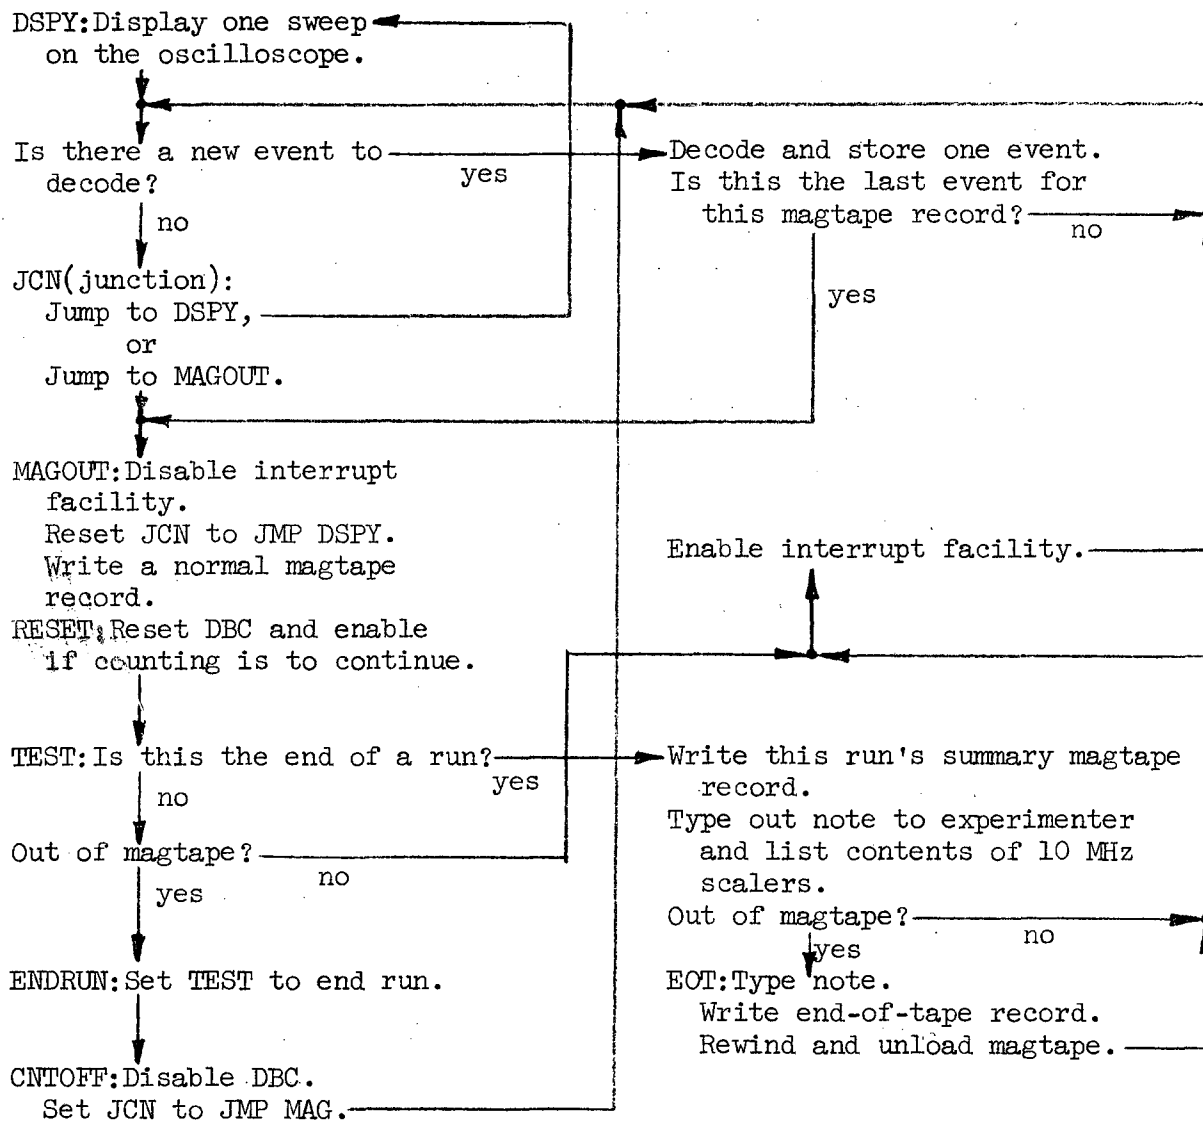 DSPY:Display one sweep
on the oscilloscope.
Is there a new event to
decode?
yes
no
JCN(junction):
Jump to DSPY,
or
Jump to MAGOUT.
Decode and store one event.
Is this the last event for
this magtape record?
no
yes
MAGOUT:Disable interrupt
facility.
Reset JCN to JMP DSPY.
Write a normal magtape
record.
RESET:Reset DBC and enable
if counting is to continue.
Enable interrupt facility.
TEST:Is this the end of a run?
yes
no
Out of magtape?
no
yes
ENDRUN:Set TEST to end run.
CNTOFF:Disable DBC.
Set JCN to JMP MAG.
Write this run's summary magtape
record.
Type out note to experimenter
and list contents of 10 MHz
scalers.
Out of magtape?
no
yes
EOT:Type note.
Write end-of-tape record.
Rewind and unload magtape.